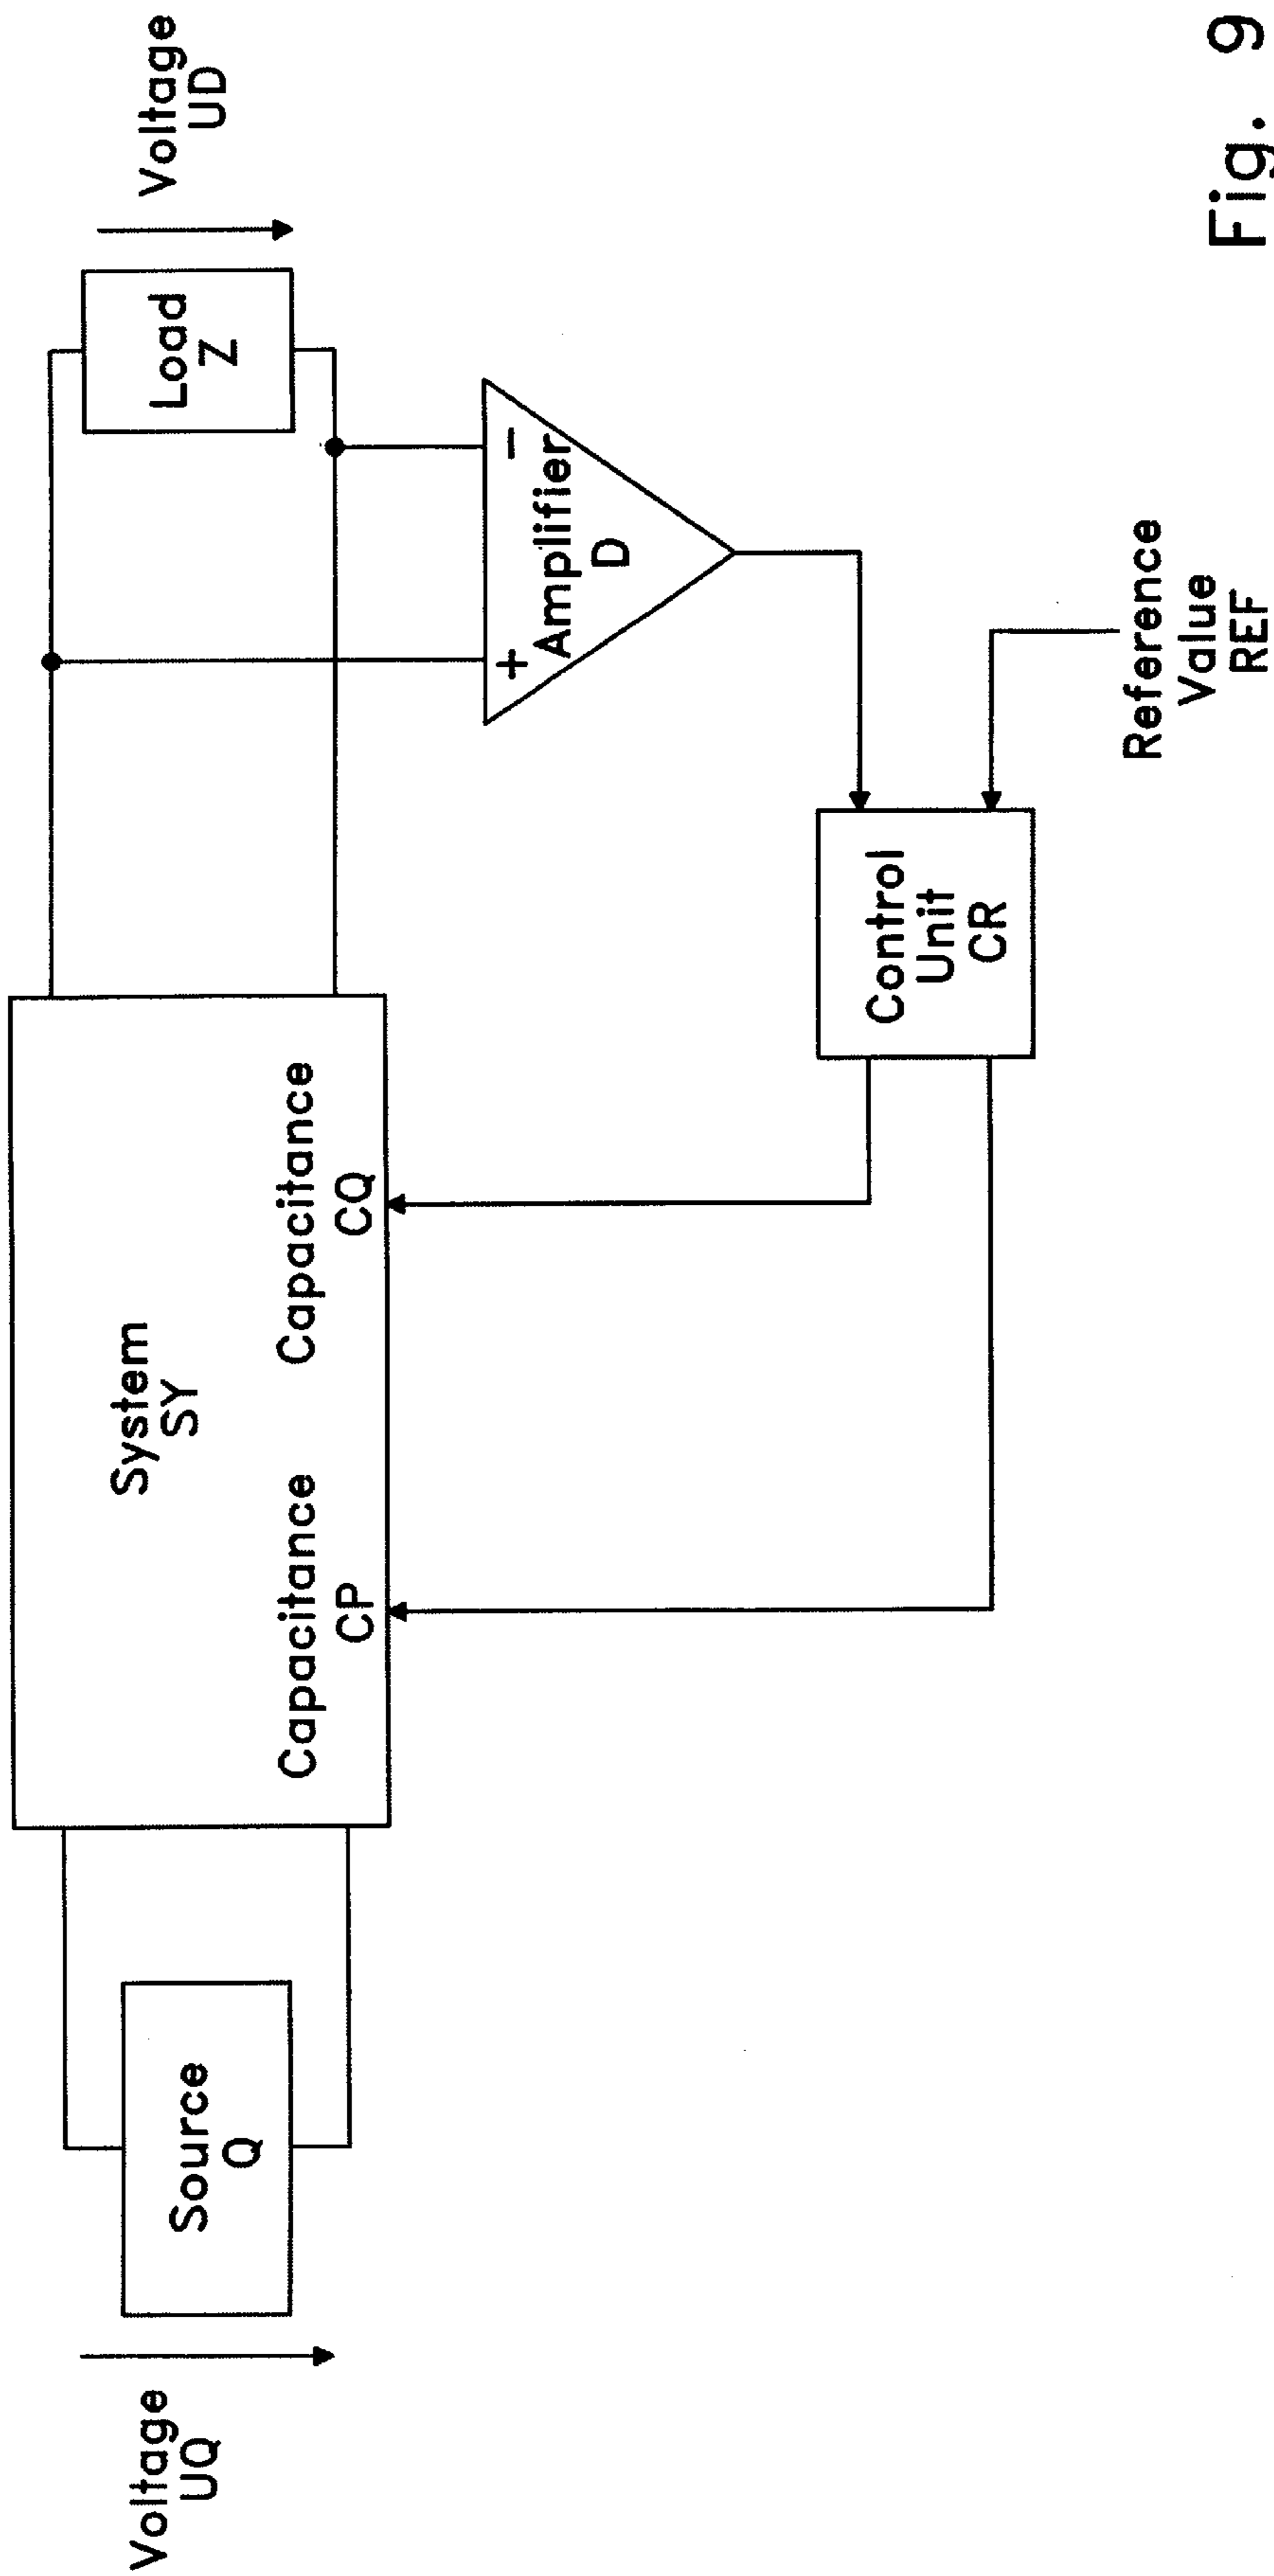 Voltage
UQ
Source
Q
System
SY
Capacitance
CP
Capacitance
CQ
Load
Z
Voltage
UD
+
−
Amplifier
D
Control
Unit
CR
Reference
Value
REF
Fig. 9